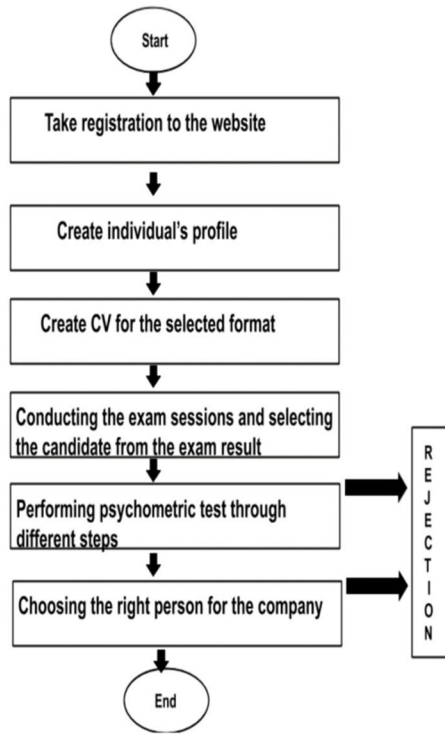 Start
Take registration to the website
Create individual's profile
Create CV for the selected format
Conducting the exam sessions and selecting
the candidate from the exam result
Performing psychometric test through
different steps
Choosing the right person for the company
End
REJECTION